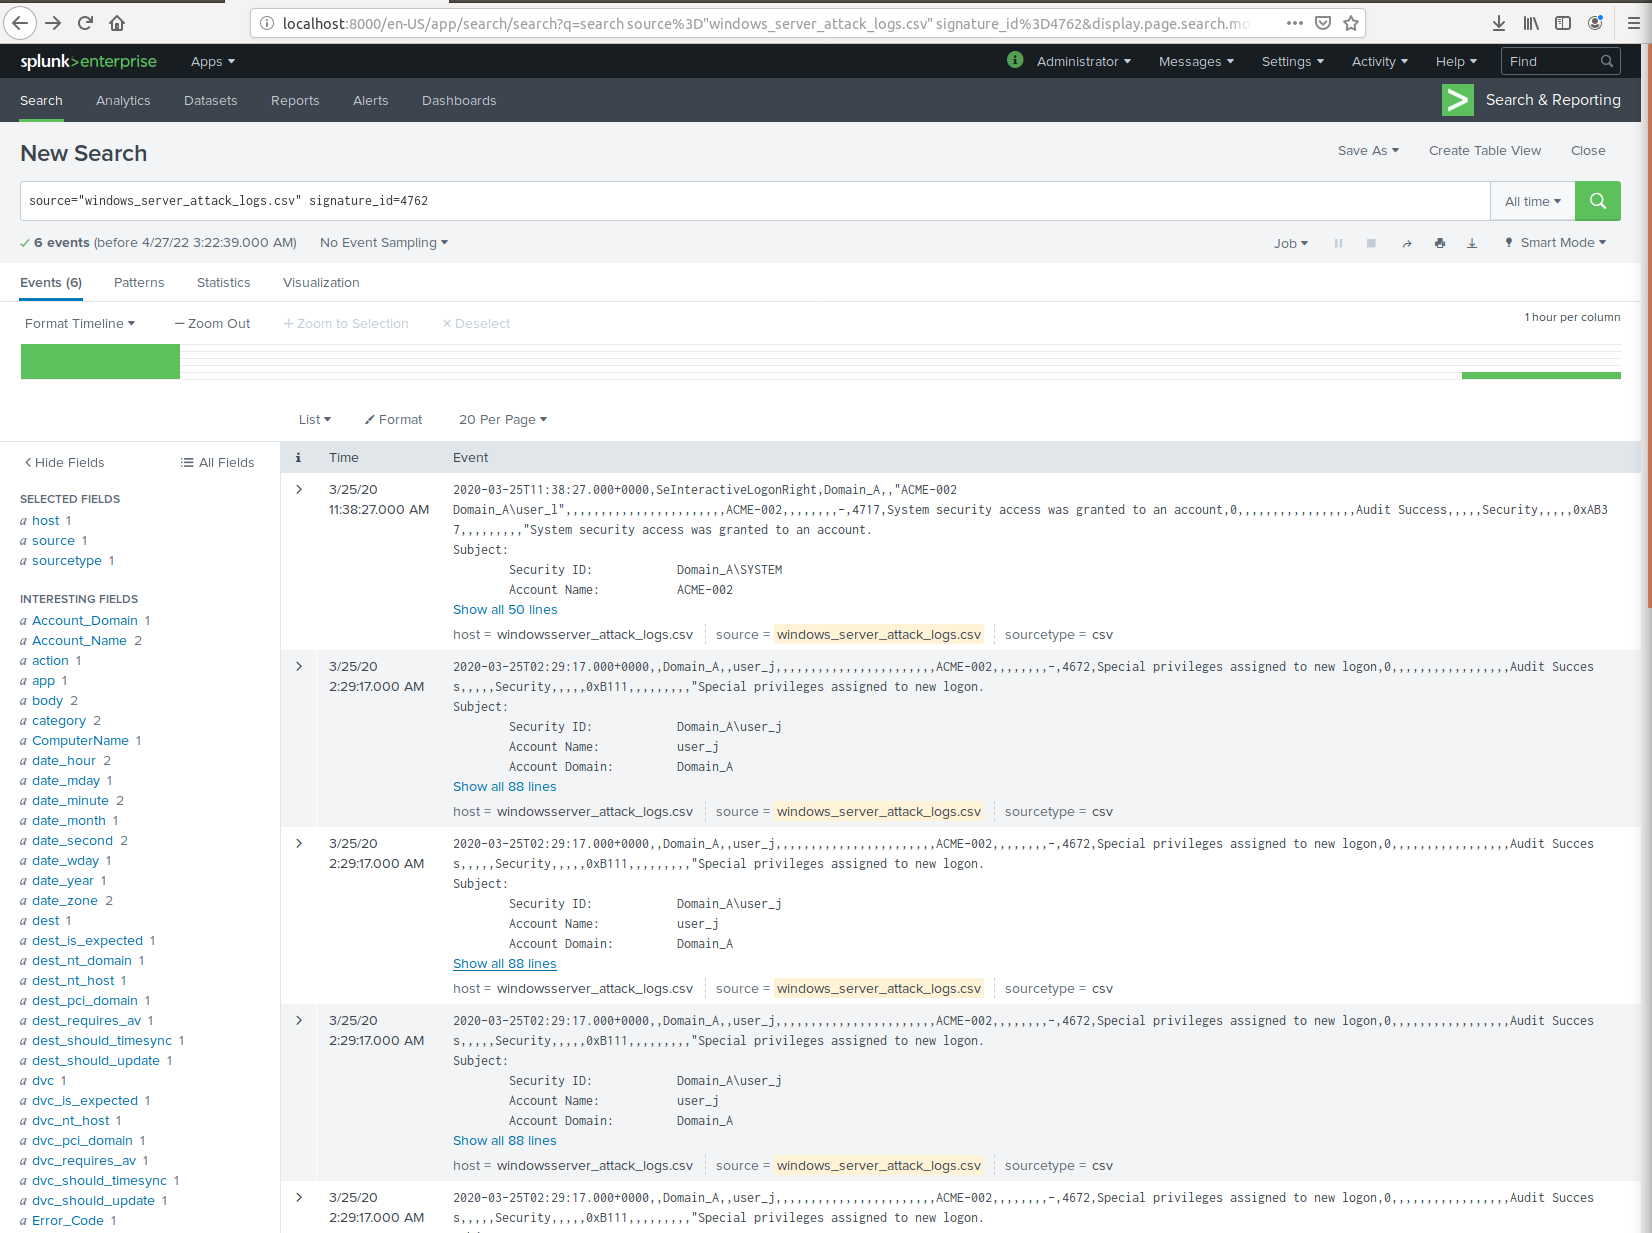 localhost:8000/en-US/app/search/search?q=search source%3D"windows_server_attack_logs.csv" signature_id%3D4762&display.page.search.mo
splunk>enterprise Apps Administrator Messages Settings Activity Help Find
Search Analytics Datasets Reports Alerts Dashboards Search & Reporting
New Search Save As Create Table View Close
source="windows_server_attack_logs.csv" signature_id=4762 All time
6 events (before 4/27/22 3:22:39.000 AM) No Event Sampling Job Smart Mode
Events (6) Patterns Statistics Visualization
Format Timeline — Zoom Out + Zoom to Selection × Deselect 1 hour per column
List Format 20 Per Page
Hide Fields All Fields
SELECTED FIELDS
a host 1
a source 1
a sourcetype 1
INTERESTING FIELDS
a Account_Domain 1
a Account_Name 2
a action 1
a app 1
a body 2
a category 2
a ComputerName 1
a date_hour 2
a date_mday 1
a date_minute 2
a date_month 1
a date_second 2
a date_wday 1
a date_year 1
a date_zone 2
a dest 1
a dest_is_expected 1
a dest_nt_domain 1
a dest_nt_host 1
a dest_pci_domain 1
a dest_requires_av 1
a dest_should_timesync 1
a dest_should_update 1
a dvc 1
a dvc_is_expected 1
a dvc_nt_host 1
a dvc_pci_domain 1
a dvc_requires_av 1
a dvc_should_timesync 1
a dvc_should_update 1
a Error_Code 1
i Time Event
3/25/20 2020-03-25T11:38:27.000+0000,SeInteractiveLogonRight,Domain_A,,"ACME-002
11:38:27.000 AM Domain_A\user_l",,,,,,,,,,,,,,,,,,,,,,,ACME-002,,,,,,,,-,4717,System security access was granted to an account,0,,,,,,,,,,,,,,,,,Audit Success,,,,,Security,,,,,0xAB3
7,,,,,,,,,"System security access was granted to an account.
Subject:
Security ID: Domain_A\SYSTEM
Account Name: ACME-002
Show all 50 lines
host = windowsserver_attack_logs.csv source = windows_server_attack_logs.csv sourcetype = csv
3/25/20 2020-03-25T02:29:17.000+0000,,Domain_A,,user_j,,,,,,,,,,,,,,,,,,,,,,,ACME-002,,,,,,,,-,4672,Special privileges assigned to new logon,0,,,,,,,,,,,,,,,,,Audit Succes
2:29:17.000 AM s,,,,,Security,,,,,0xB111,,,,,,,,,"Special privileges assigned to new logon.
Subject:
Security ID: Domain_A\user_j
Account Name: user_j
Account Domain: Domain_A
Show all 88 lines
host = windowsserver_attack_logs.csv source = windows_server_attack_logs.csv sourcetype = csv
3/25/20 2020-03-25T02:29:17.000+0000,,Domain_A,,user_j,,,,,,,,,,,,,,,,,,,,,,,ACME-002,,,,,,,,-,4672,Special privileges assigned to new logon,0,,,,,,,,,,,,,,,,,Audit Succes
2:29:17.000 AM s,,,,,Security,,,,,0xB111,,,,,,,,,"Special privileges assigned to new logon.
Subject:
Security ID: Domain_A\user_j
Account Name: user_j
Account Domain: Domain_A
Show all 88 lines
host = windowsserver_attack_logs.csv source = windows_server_attack_logs.csv sourcetype = csv
3/25/20 2020-03-25T02:29:17.000+0000,,Domain_A,,user_j,,,,,,,,,,,,,,,,,,,,,,,ACME-002,,,,,,,,-,4672,Special privileges assigned to new logon,0,,,,,,,,,,,,,,,,,Audit Succes
2:29:17.000 AM s,,,,,Security,,,,,0xB111,,,,,,,,,"Special privileges assigned to new logon.
Subject:
Security ID: Domain_A\user_j
Account Name: user_j
Account Domain: Domain_A
Show all 88 lines
host = windowsserver_attack_logs.csv source = windows_server_attack_logs.csv sourcetype = csv
3/25/20 2020-03-25T02:29:17.000+0000,,Domain_A,,user_j,,,,,,,,,,,,,,,,,,,,,,,ACME-002,,,,,,,,-,4672,Special privileges assigned to new logon,0,,,,,,,,,,,,,,,,,Audit Succes
2:29:17.000 AM s,,,,,Security,,,,,0xB111,,,,,,,,,"Special privileges assigned to new logon.